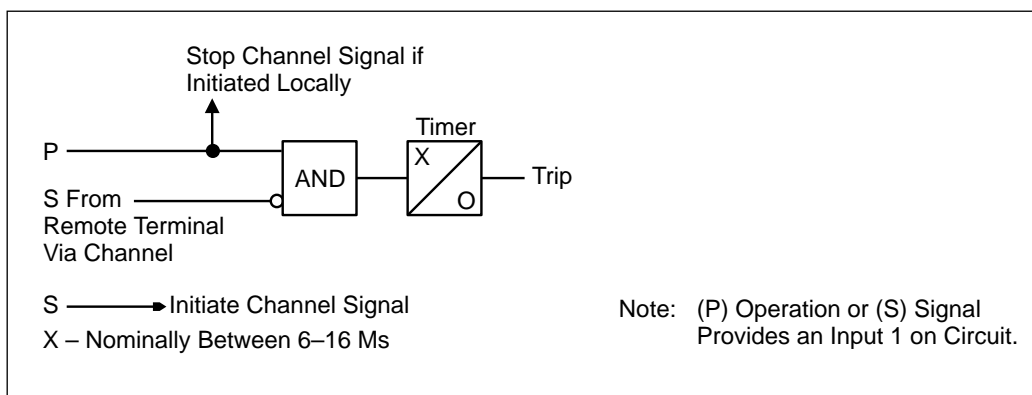 Stop Channel Signal if
Initiated Locally
Timer
P
X
AND
Trip
O
S From
Remote Terminal
Via Channel
S Initiate Channel Signal
X – Nominally Between 6–16 Ms
Note: (P) Operation or (S) Signal
Provides an Input 1 on Circuit.